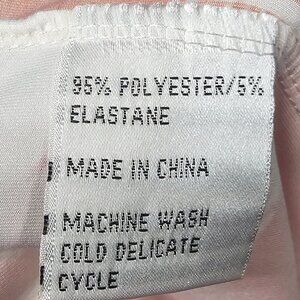 95% POLYESTER/5%
ELASTANE
MADE IN CHINA
MACHINE WASH
COLD DELICATE
CYCLE